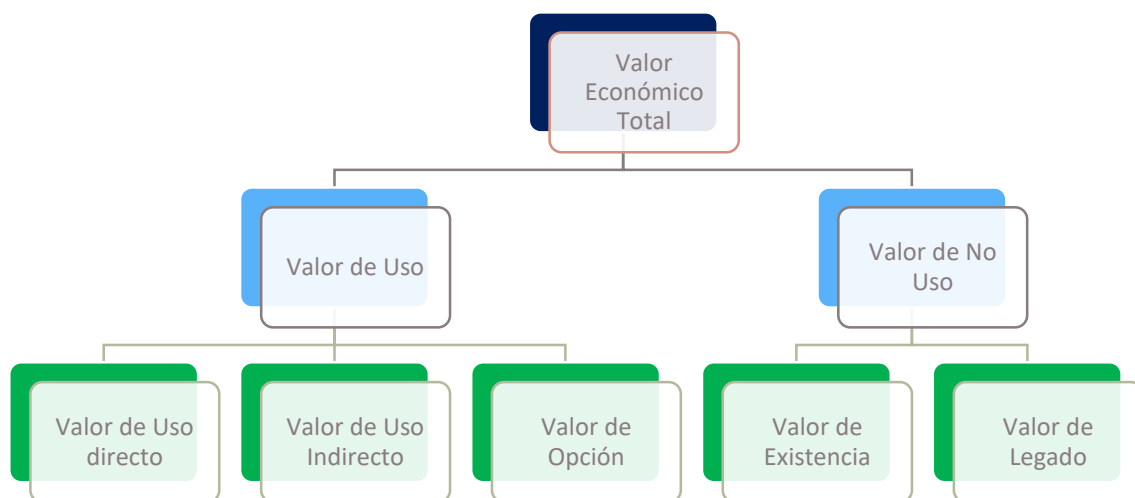 Valor
Económico
Total
Valor de Uso
Valor de No
Uso
Valor de Uso
directo
Valor de Uso
Indirecto
Valor de
Opción
Valor de
Existencia
Valor de
Legado